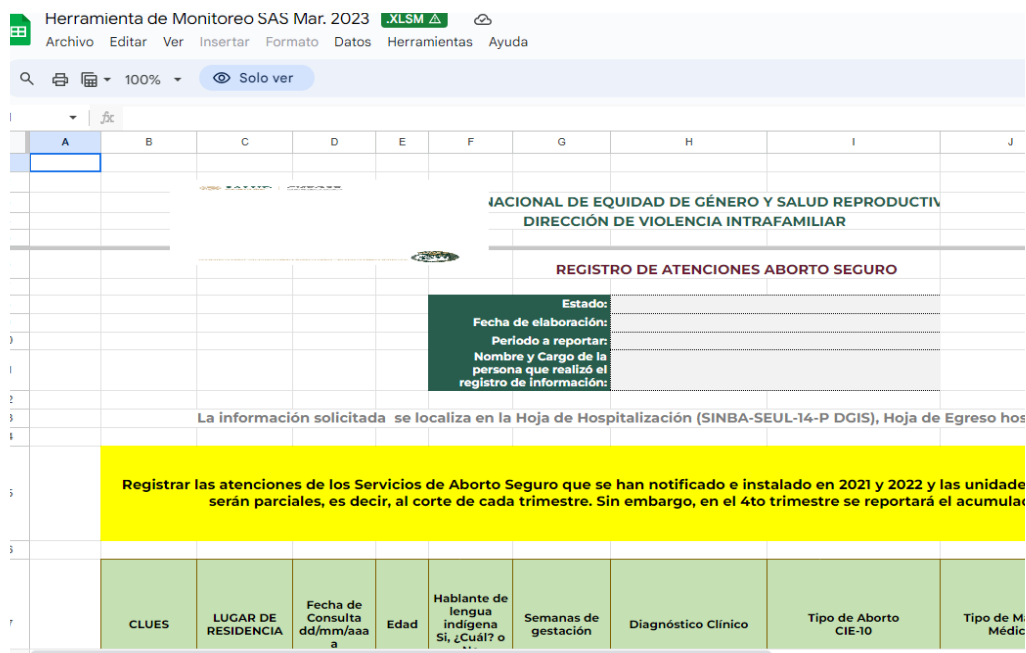 Herramienta de Monitoreo SAS Mar. 2023 .XLSM
Archivo Editar Ver Insertar Formato Datos Herramientas Ayuda
100% Solo ver
fx
A B C D E F G H I J
NACIONAL DE EQUIDAD DE GÉNERO Y SALUD REPRODUCTIV
DIRECCIÓN DE VIOLENCIA INTRAFAMILIAR
REGISTRO DE ATENCIONES ABORTO SEGURO
Estado:
Fecha de elaboración:
Periodo a reportar:
Nombre y Cargo de la
persona que realizó el
registro de información:
La información solicitada se localiza en la Hoja de Hospitalización (SINBA-SEUL-14-P DGIS), Hoja de Egreso hos
Registrar las atenciones de los Servicios de Aborto Seguro que se han notificado e instalado en 2021 y 2022 y las unidade
serán parciales, es decir, al corte de cada trimestre. Sin embargo, en el 4to trimestre se reportará el acumula
CLUES
LUGAR DE
RESIDENCIA
Fecha de
Consulta
dd/mm/aaa
a
Edad
Hablante de
lengua
indígena
Si, ¿Cuál? o
Semanas de
gestación
Diagnóstico Clínico
Tipo de Aborto
CIE-10
Tipo de Ma
Médic